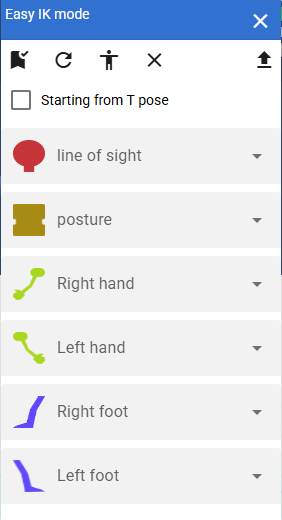 Easy IK mode
Starting from T pose
line of sight
posture
Right hand
Left hand
Right foot
Left foot